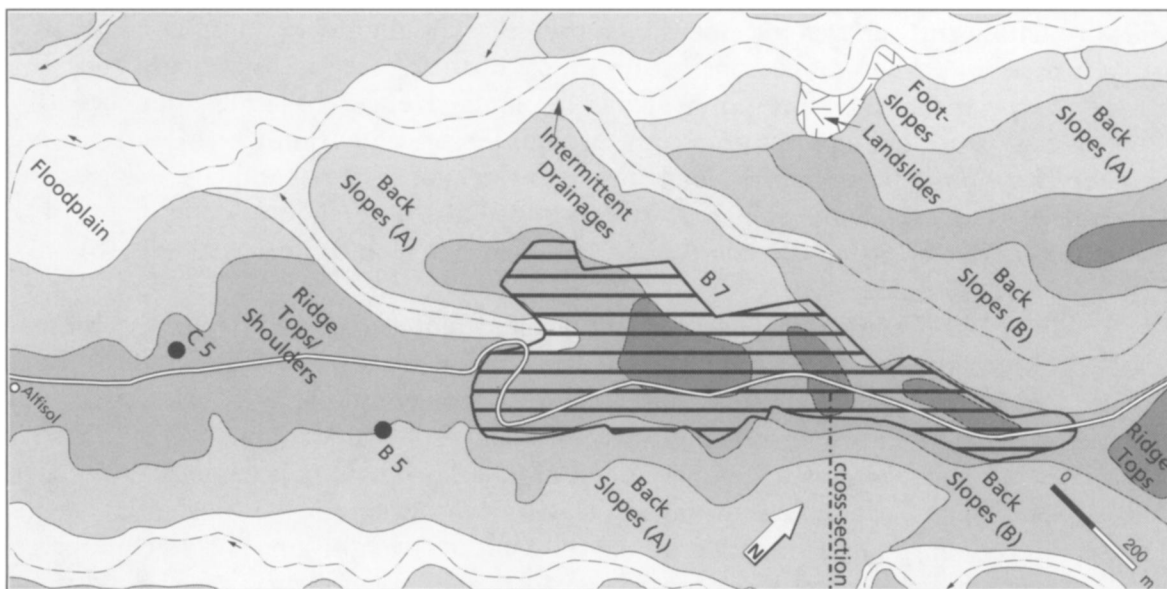 Floodplain
Back
Slopes (A)
Intermittent
Drainages
Foot-
slopes
Landslides
Back
Slopes (A)
Ridge
Tops/
Shoulders
C 5
Alfisol
B 5
B 7
Back
Slopes (B)
Back
Slopes (A)
N
cross-section
Back
Slopes (B)
Ridge
Tops
0
200
m